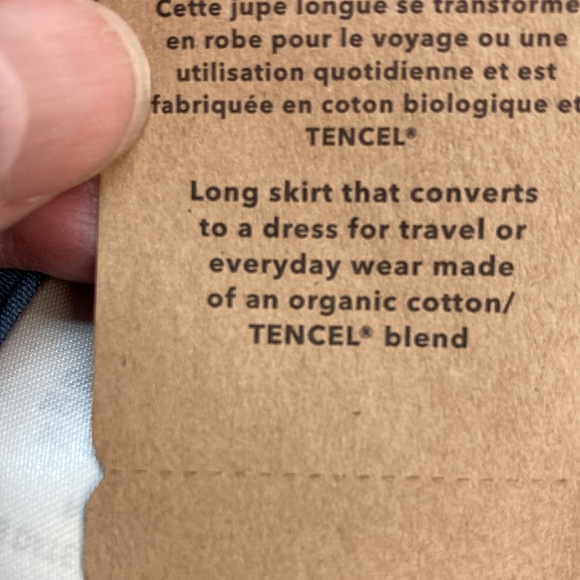 Cette jupe longue se transforme
en robe pour le voyage ou une
utilisation quotidienne et est
fabriquée en coton biologique et
TENCEL®
Long skirt that converts
to a dress for travel or
everyday wear made
of an organic cotton/
TENCEL® blend